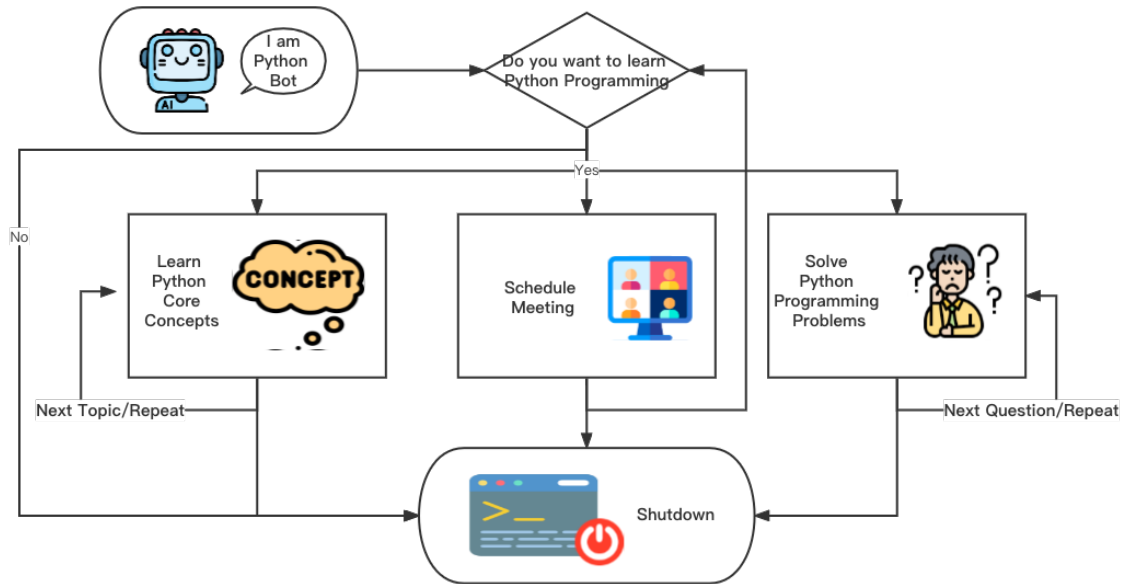 I am
Python
Bot
AI
Do you want to learn
Python Programming
Yes
No
Learn
Python
Core
Concepts
CONCEPT
Schedule
Meeting
Solve
Python
Programming
Problems
? ? ?
Next Topic/Repeat
Next Question/Repeat
>_
Shutdown